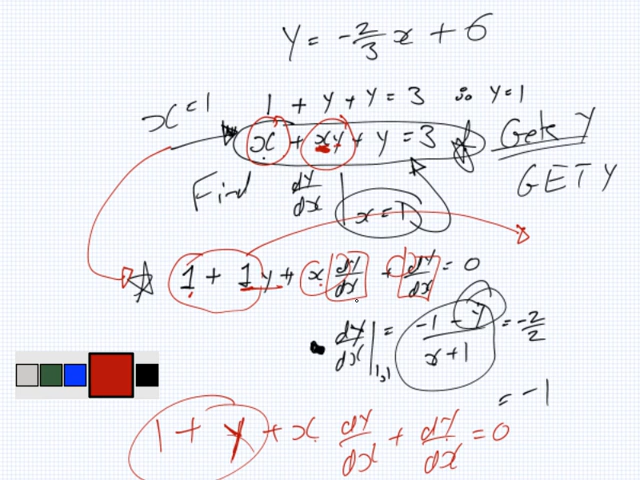 Y = -2/3 x + 6
x = 1
1 + y + y = 3 ∴ y = 1
x + xy + y = 3
Gets Y
GET Y
Find dy/dx | x = 1
1 + 1y + x dy/dx + dy/dx = 0
dy/dx | 1,1 = (-1 - y)/(x + 1) = -2/2
= -1
1 + y + x dy/dx + dy/dx = 0